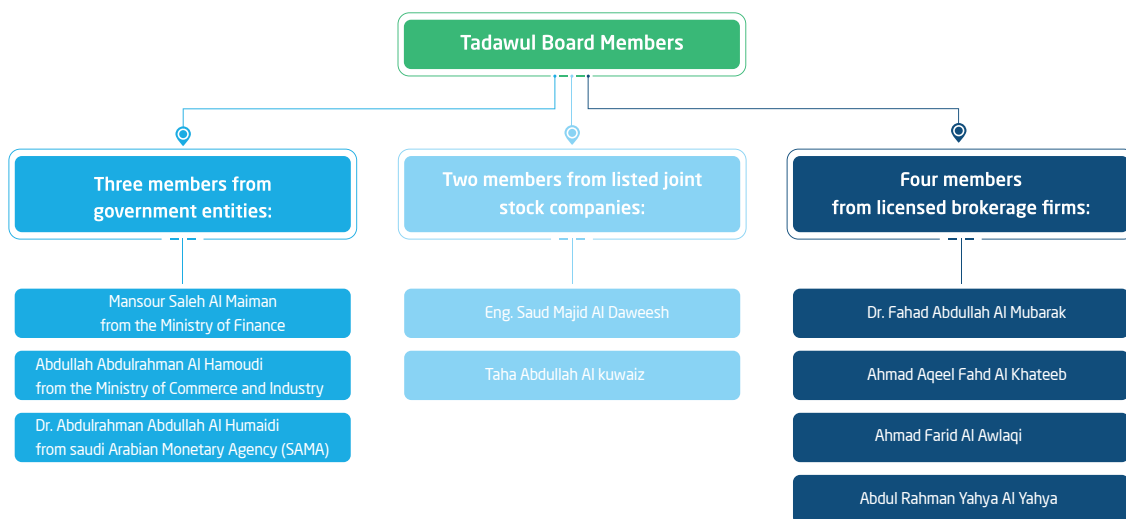 Tadawul Board Members
Three members from
government entities:
Mansour Saleh Al Maiman
from the Ministry of Finance
Abdullah Abdulrahman Al Hamoudi
from the Ministry of Commerce and Industry
Dr. Abdulrahman Abdullah Al Humaidi
from saudi Arabian Monetary Agency (SAMA)
Two members from listed joint
stock companies:
Eng. Saud Majid Al Daweesh
Taha Abdullah Al kuwaiz
Four members
from licensed brokerage firms:
Dr. Fahad Abdullah Al Mubarak
Ahmad Aqeel Fahd Al Khateeb
Ahmad Farid Al Awlaqi
Abdul Rahman Yahya Al Yahya